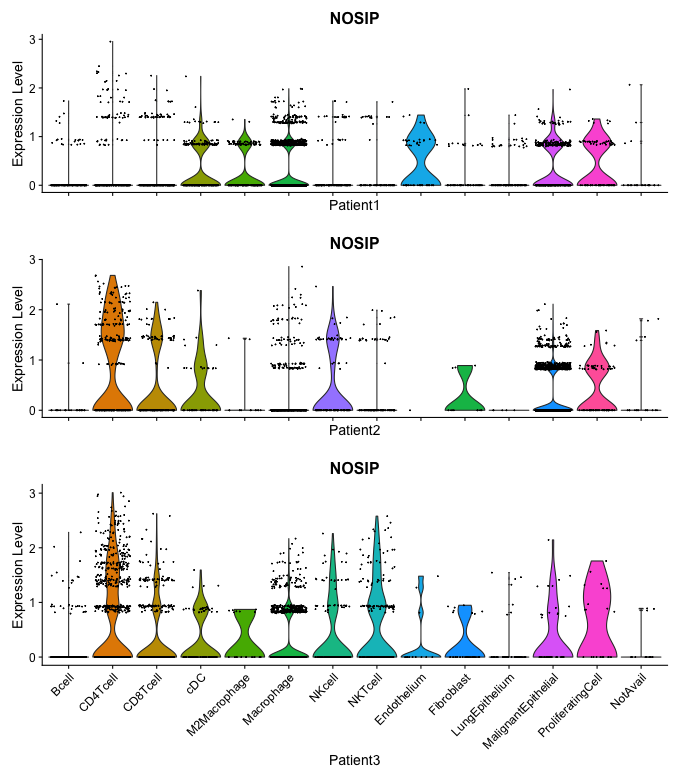 NOSIP
Expression Level
3
2
1
0
Patient1
NOSIP
Expression Level
3
2
1
0
Patient2
NOSIP
Expression Level
3
2
1
0
Bcell
CD4Tcell
CD8Tcell
cDC
M2Macrophage
Macrophage
NKcell
NKTcell
Endothelium
Fibroblast
LungEpithelium
MalignantEpithelial
ProliferatingCell
NotAvail
Patient3